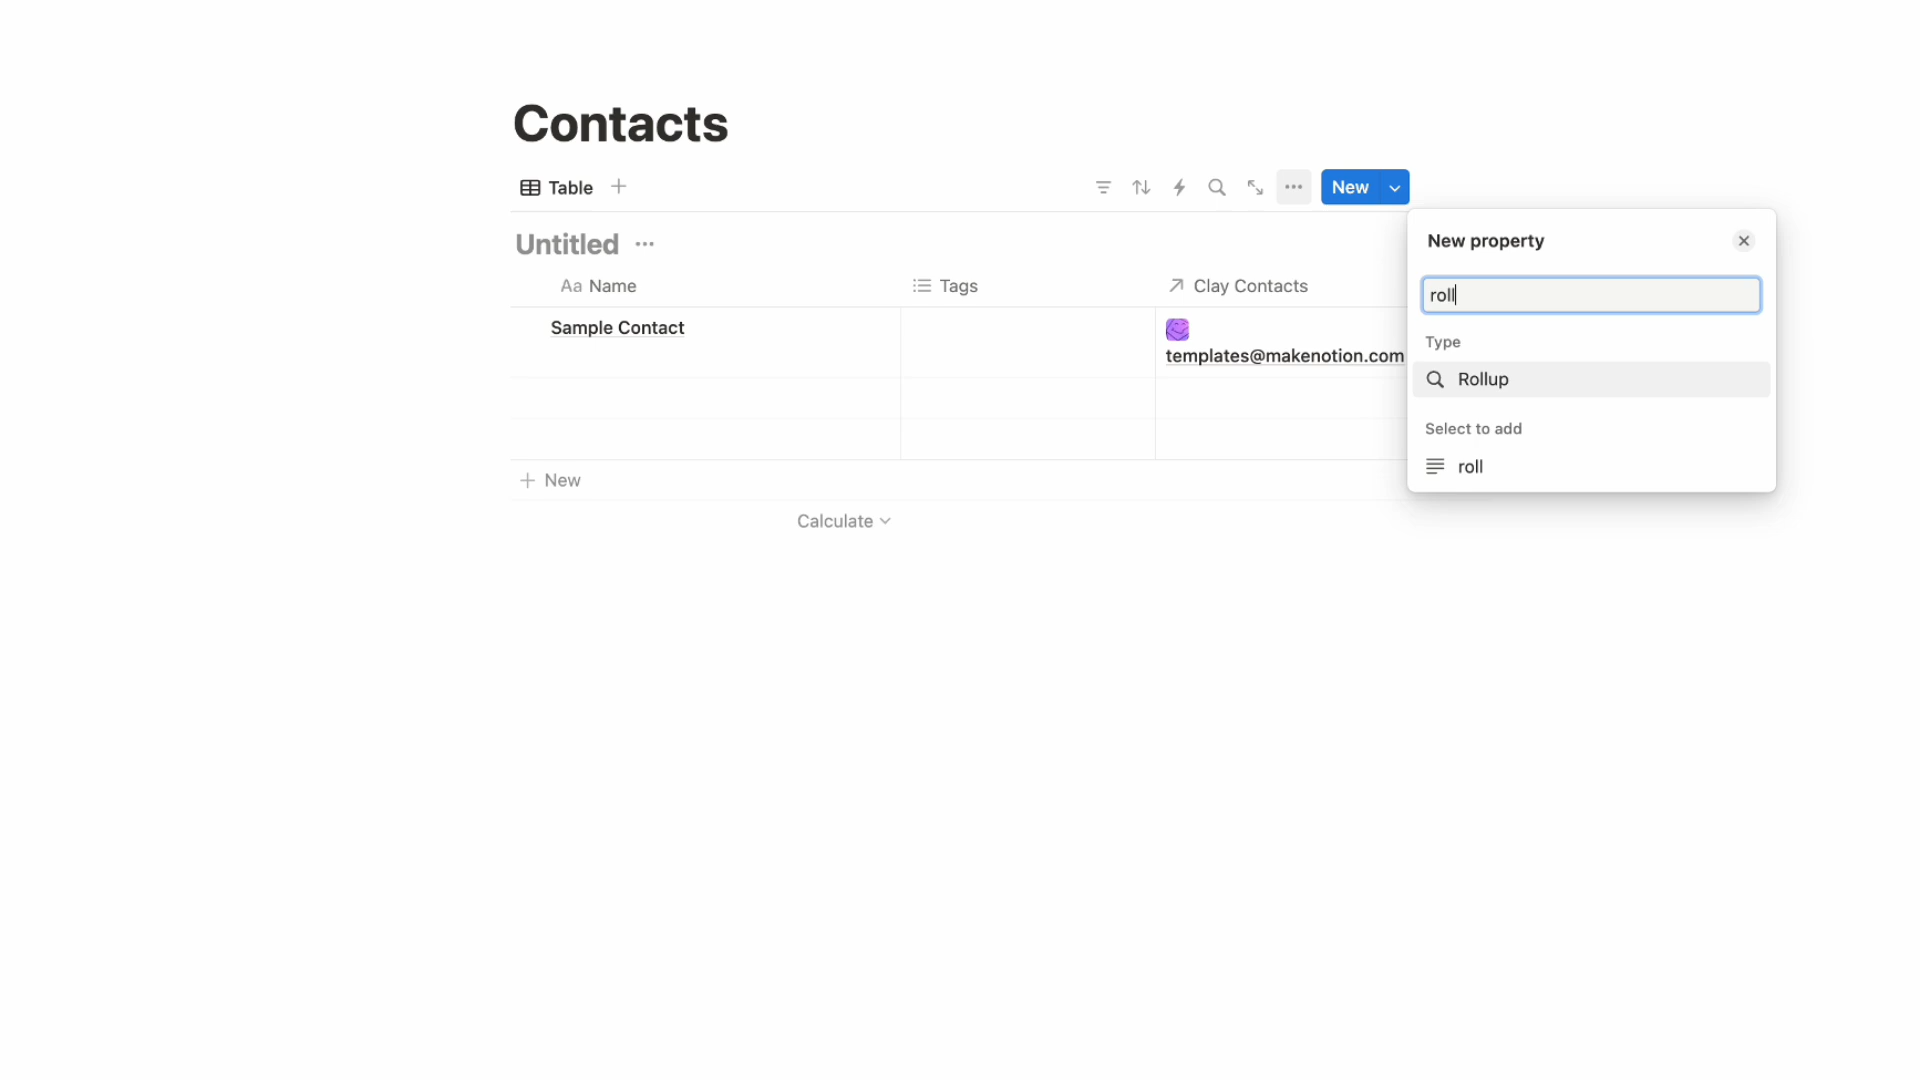 Contacts
Table
New
Untitled
Aa Name
Tags
Clay Contacts
Sample Contact
templates@makenotion.com
New
Calculate
New property
roll
Type
Rollup
Select to add
roll